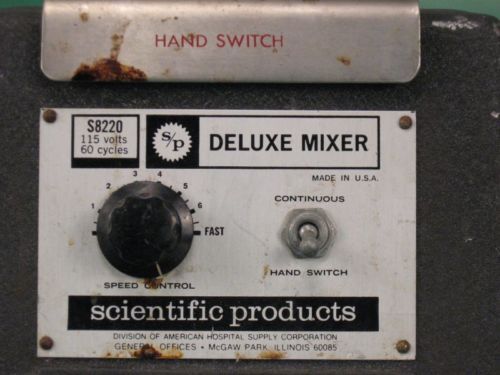 HAND SWITCH
S8220
115 volts
60 cycles
s/p
DELUXE MIXER
MADE IN U.S.A.
1 2 3 4 5 6 FAST
SPEED CONTROL
CONTINUOUS
HAND SWITCH
scientific products
DIVISION OF AMERICAN HOSPITAL SUPPLY CORPORATION
GENERAL OFFICES • McGAW PARK, ILLINOIS 60085